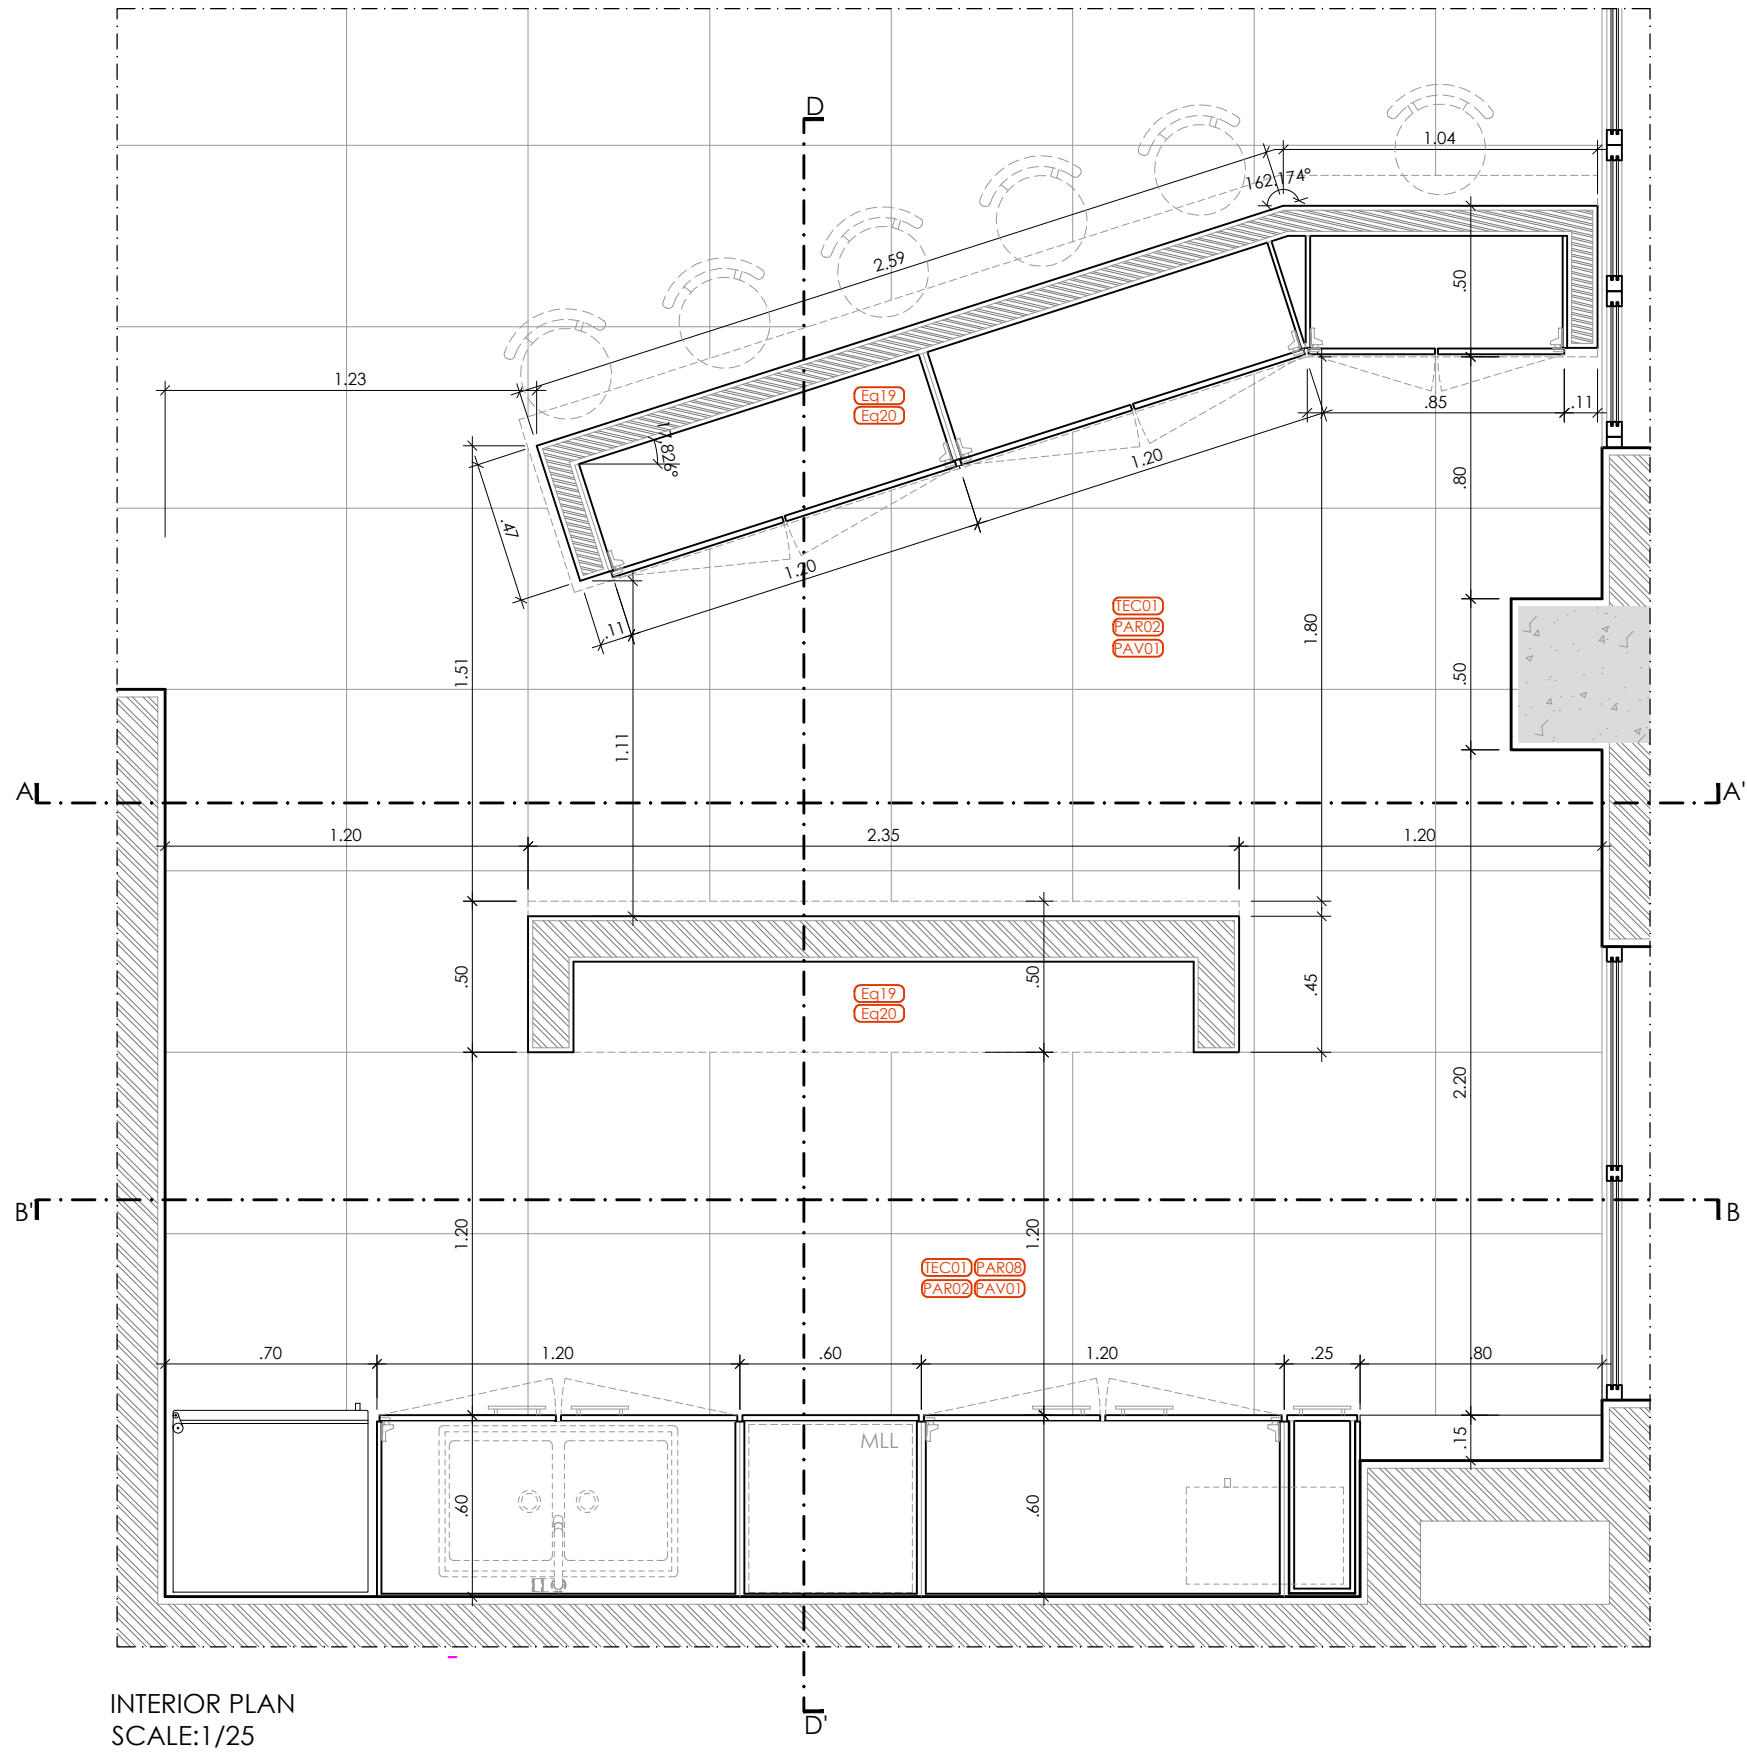 D
1.04
162.174°
2.59
.50
1.23
Eq19
Eq20
.85
.11
17.826°
1.20
.80
.47
1.20
TEC01
PAR02
PAV01
.11
1.80
1.51
.50
1.11
A
A'
1.20
2.35
1.20
.50
.50
.45
Eq19
Eq20
2.20
B'
B
1.20
1.20
TEC01 PAR08
PAR02 PAV01
.70
1.20
.60
1.20
.25
.80
MLL
.15
.60
.60
D'
INTERIOR PLAN
SCALE:1/25